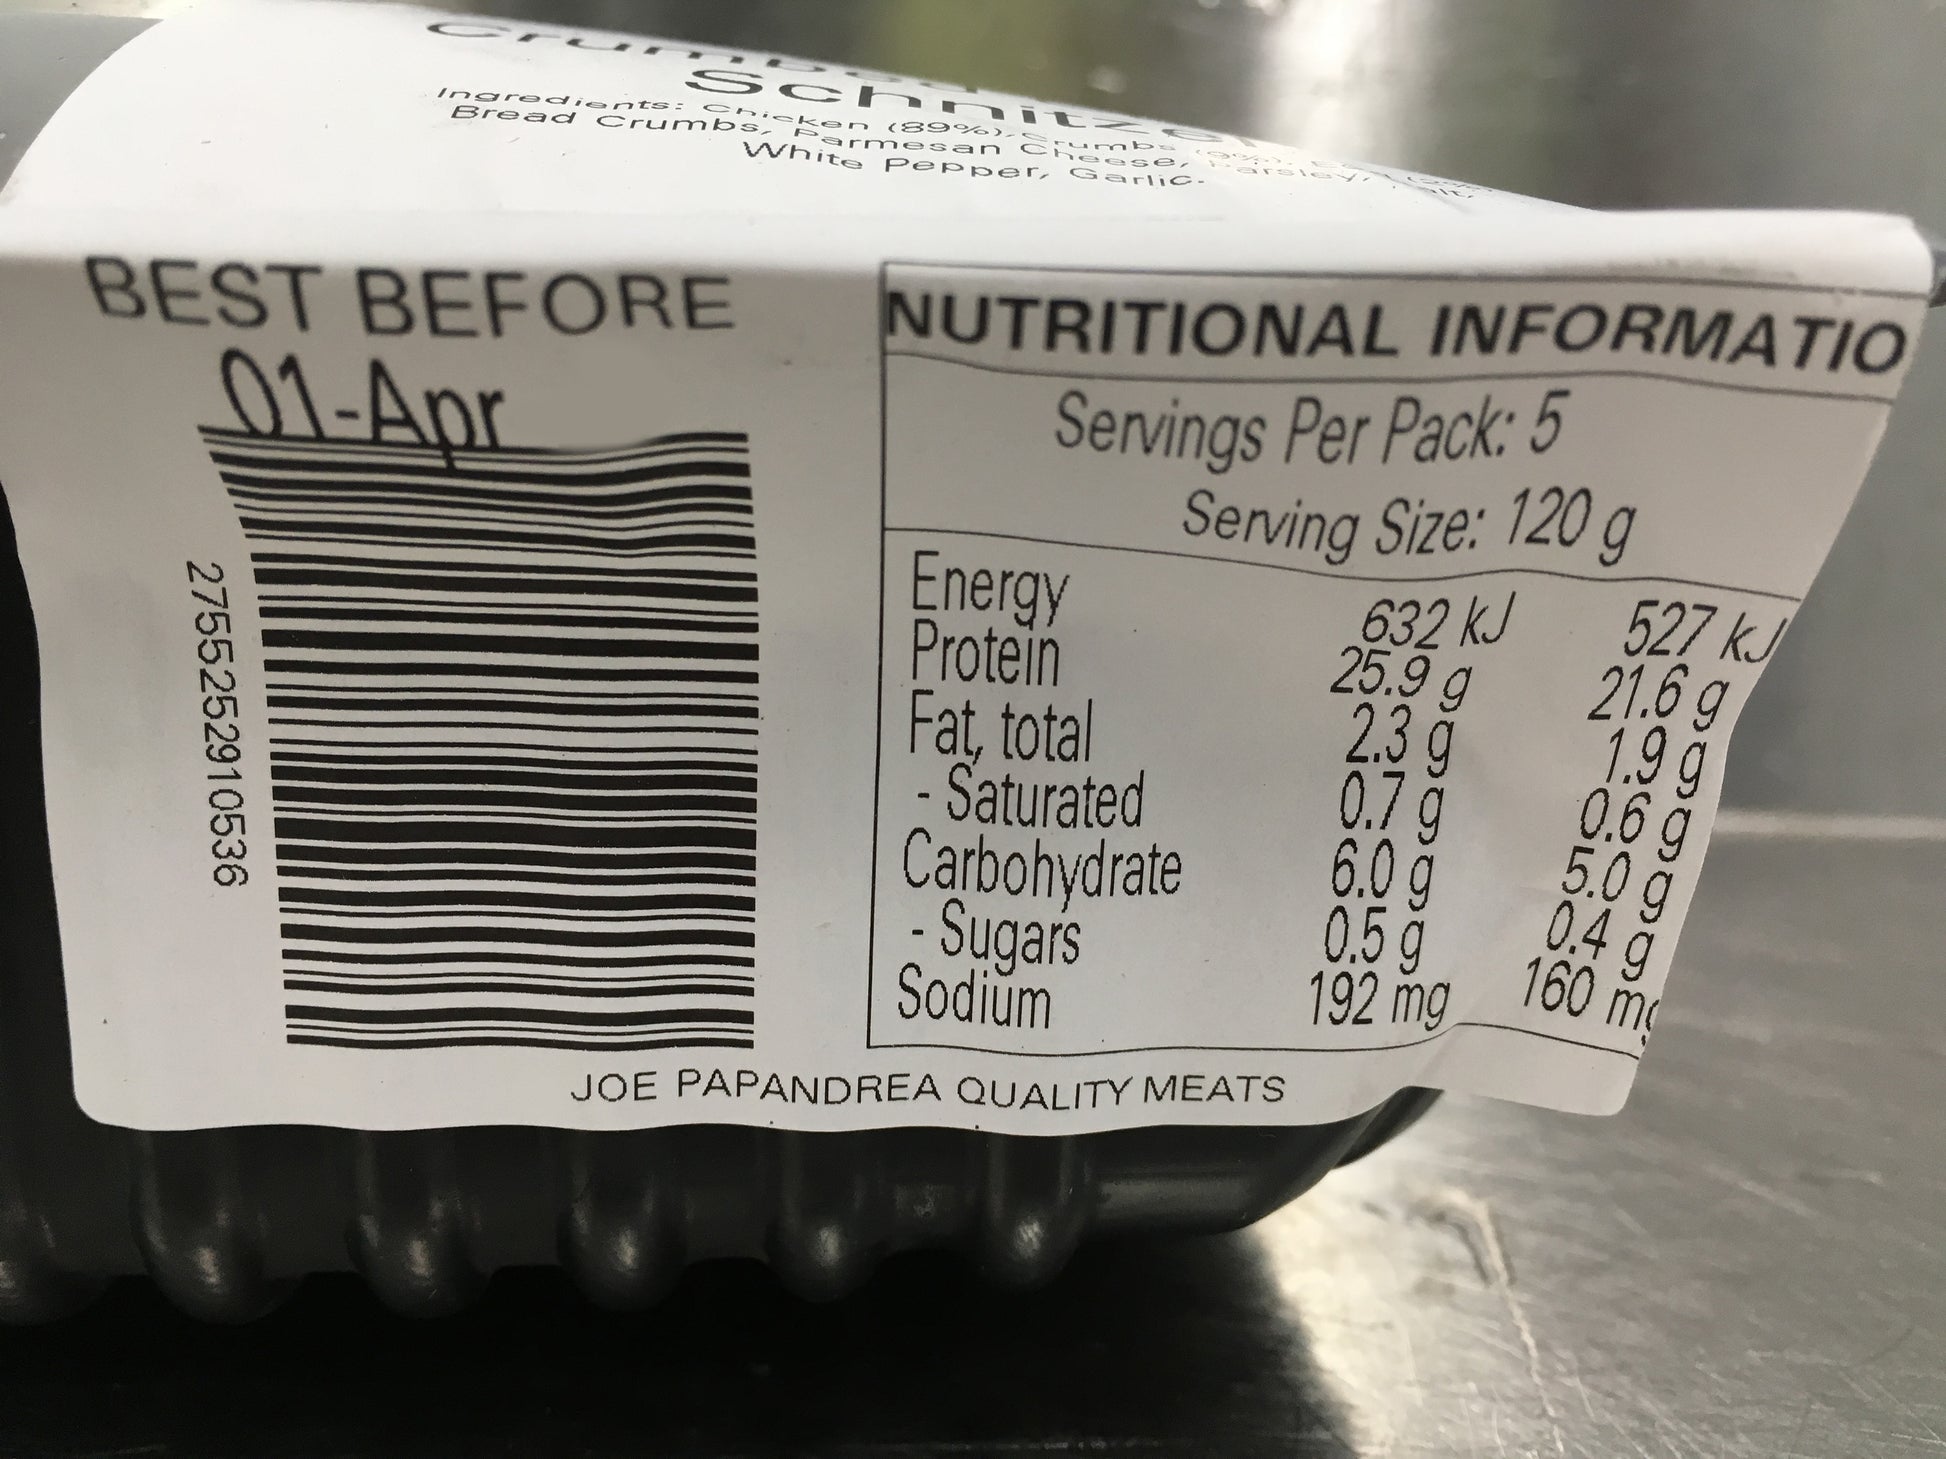 Crumbed
Schnitzel
Ingredients: Chicken (89%), Crumbs (9%),
Bread Crumbs, Parmesan Cheese, Parsley, Salt,
White Pepper, Garlic.
BEST BEFORE
01-Apr
2755252910536
NUTRITIONAL INFORMATIO
Servings Per Pack: 5
Serving Size: 120 g
Energy 632 kJ 527 kJ
Protein 25.9 g 21.6 g
Fat, total 2.3 g 1.9 g
- Saturated 0.7 g 0.6 g
Carbohydrate 6.0 g 5.0 g
- Sugars 0.5 g 0.4 g
Sodium 192 mg 160 mg
JOE PAPANDREA QUALITY MEATS